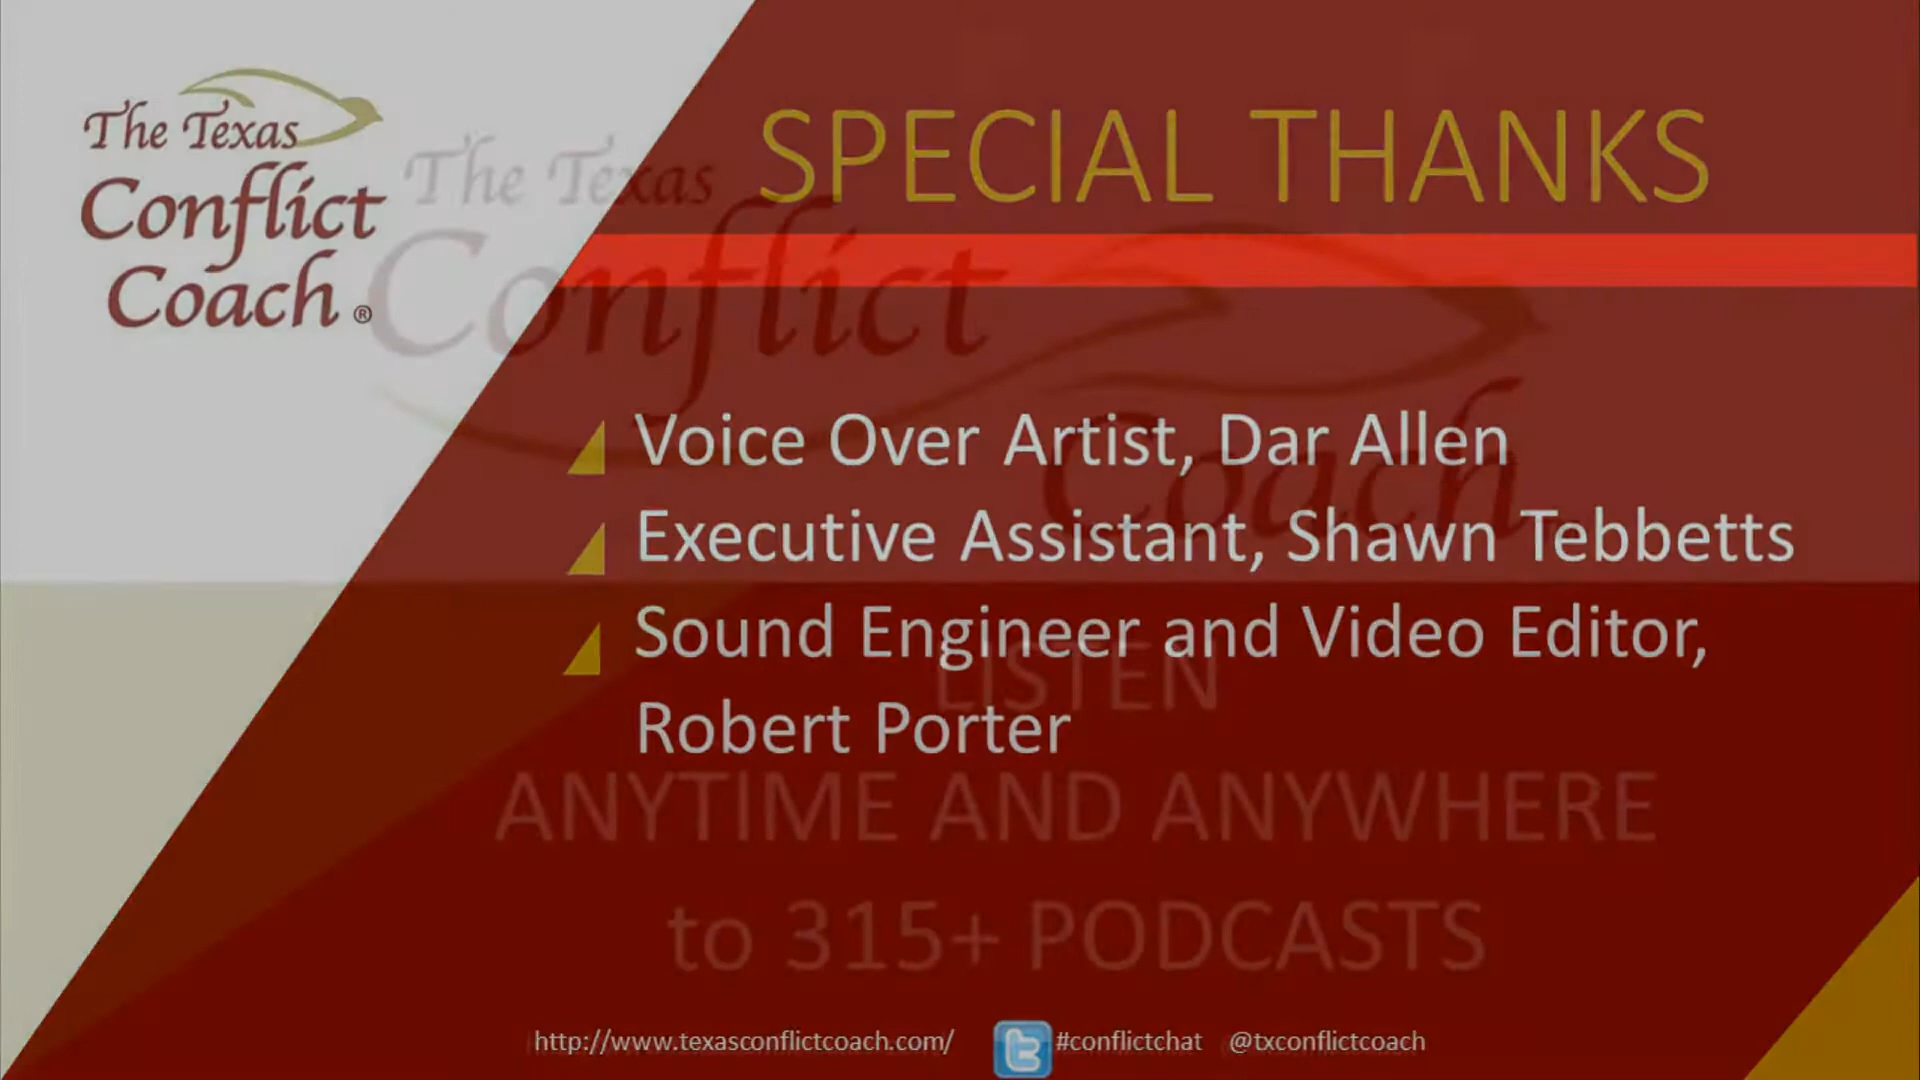 The Texas
Conflict
Coach ®
SPECIAL THANKS
The Texas
Conflict
Coach
Voice Over Artist, Dar Allen
Executive Assistant, Shawn Tebbetts
Sound Engineer and Video Editor,
Robert Porter
LISTEN
ANYTIME AND ANYWHERE
to 315+ PODCASTS
http://www.texasconflictcoach.com/ #conflictchat @txconflictcoach